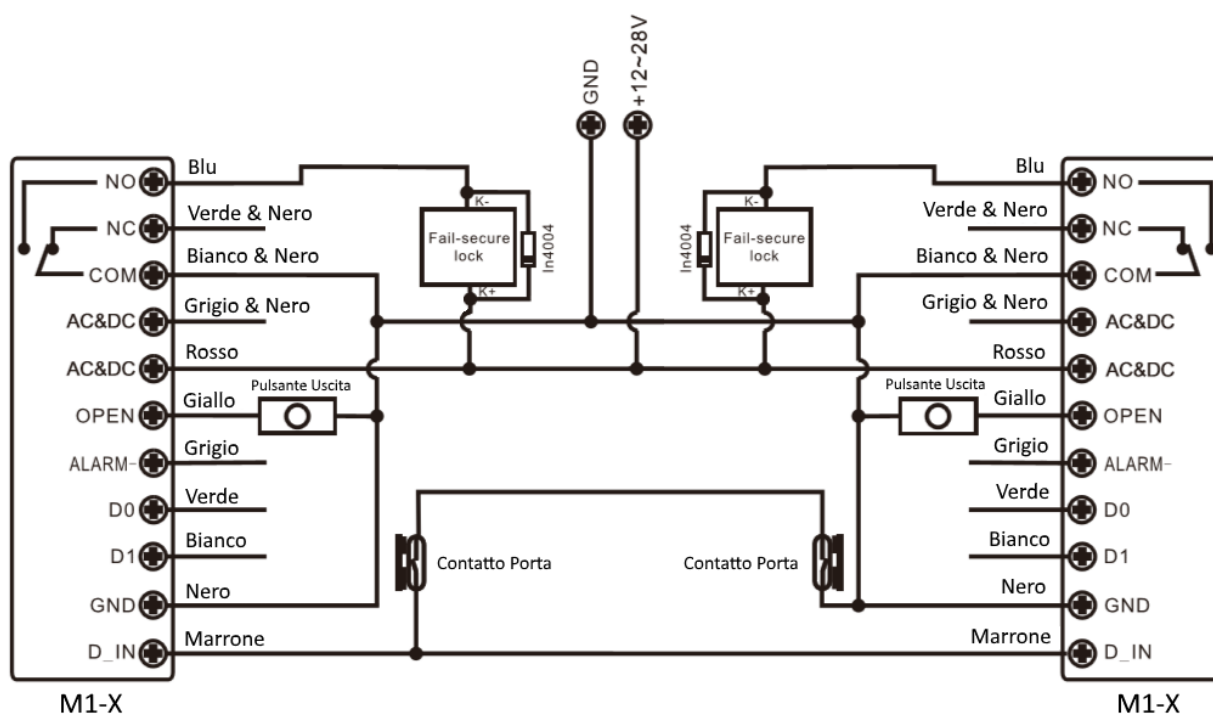 GND
+12~28V
NO
Blu
NC
Verde & Nero
COM
Bianco & Nero
AC&DC
Grigio & Nero
AC&DC
Rosso
OPEN
Giallo
Pulsante Uscita
ALARM-
Grigio
D0
Verde
D1
Bianco
GND
Nero
D_IN
Marrone
M1-X
K-
Fail-secure
lock
K+
In4004
Contatto Porta
In4004
K-
Fail-secure
lock
K+
Contatto Porta
Blu
NO
Verde & Nero
NC
Bianco & Nero
COM
Grigio & Nero
AC&DC
Rosso
AC&DC
Pulsante Uscita
Giallo
OPEN
Grigio
ALARM-
Verde
D0
Bianco
D1
Nero
GND
Marrone
D_IN
M1-X